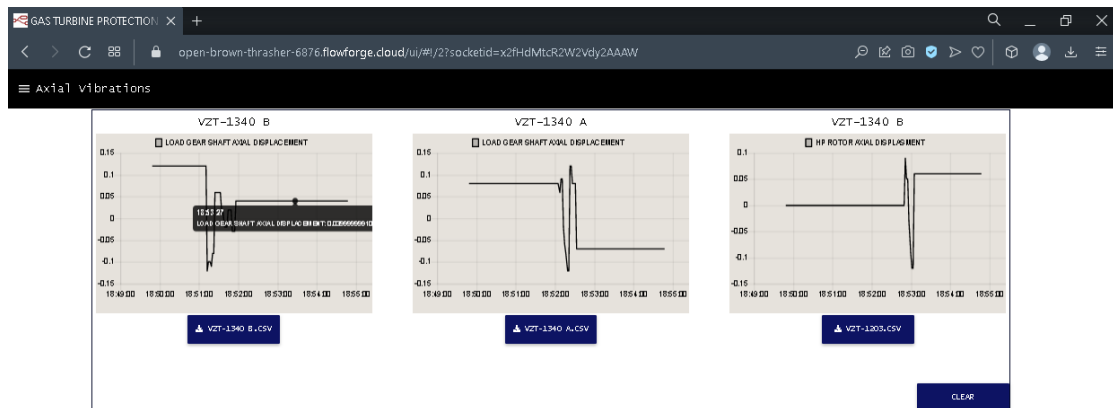 GAS TURBINE PROTECTION
open-brown-thrasher-6876.flowforge.cloud/ui/#!/2?socketid=x2fHdMtcR2W2Vdy2AAAW
Axial Vibrations
VZT-1340 B
LOAD GEAR SHAFT AXIAL DISPLACEMENT
0.15
0.1
0.05
0
-0.05
-0.1
-0.15
18:49:00 18:50:00 18:51:00 18:52:00 18:53:00 18:54:00 18:55:00
18:53:27
LOAD GEAR SHAFT AXIAL DISPLACEMENT:
VZT-1340 B.CSV
VZT-1340 A
LOAD GEAR SHAFT AXIAL DISPLACEMENT
0.15
0.1
0.05
0
-0.05
-0.1
-0.15
18:49:00 18:50:00 18:51:00 18:52:00 18:53:00 18:54:00 18:55:00
VZT-1340 A.CSV
VZT-1340 B
HP ROTOR AXIAL DISPLASMENT
0.1
0.05
0
-0.05
-0.1
-0.15
18:49:00 18:50:00 18:51:00 18:52:00 18:53:00 18:54:00 18:55:00
VZT-1203.CSV
CLEAR